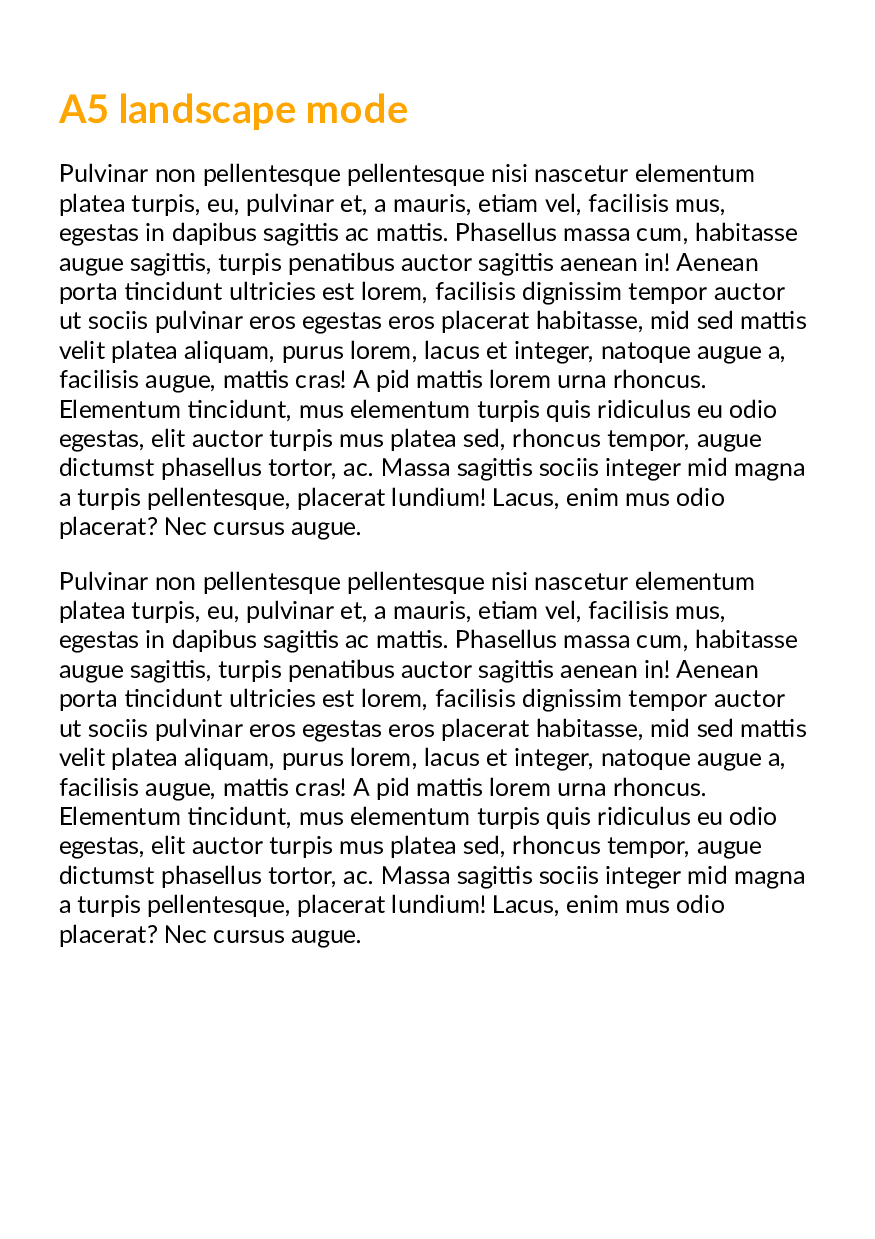 A5 landscape mode
Pulvinar non pellentesque pellentesque nisi nascetur elementum
platea turpis, eu, pulvinar et, a mauris, etiam vel, facilisis mus,
egestas in dapibus sagittis ac mattis. Phasellus massa cum, habitasse
augue sagittis, turpis penatibus auctor sagittis aenean in! Aenean
porta tincidunt ultricies est lorem, facilisis dignissim tempor auctor
ut sociis pulvinar eros egestas eros placerat habitasse, mid sed mattis
velit platea aliquam, purus lorem, lacus et integer, natoque augue a,
facilisis augue, mattis cras! A pid mattis lorem urna rhoncus.
Elementum tincidunt, mus elementum turpis quis ridiculus eu odio
egestas, elit auctor turpis mus platea sed, rhoncus tempor, augue
dictumst phasellus tortor, ac. Massa sagittis sociis integer mid magna
a turpis pellentesque, placerat lundium! Lacus, enim mus odio
placerat? Nec cursus augue.
Pulvinar non pellentesque pellentesque nisi nascetur elementum
platea turpis, eu, pulvinar et, a mauris, etiam vel, facilisis mus,
egestas in dapibus sagittis ac mattis. Phasellus massa cum, habitasse
augue sagittis, turpis penatibus auctor sagittis aenean in! Aenean
porta tincidunt ultricies est lorem, facilisis dignissim tempor auctor
ut sociis pulvinar eros egestas eros placerat habitasse, mid sed mattis
velit platea aliquam, purus lorem, lacus et integer, natoque augue a,
facilisis augue, mattis cras! A pid mattis lorem urna rhoncus.
Elementum tincidunt, mus elementum turpis quis ridiculus eu odio
egestas, elit auctor turpis mus platea sed, rhoncus tempor, augue
dictumst phasellus tortor, ac. Massa sagittis sociis integer mid magna
a turpis pellentesque, placerat lundium! Lacus, enim mus odio
placerat? Nec cursus augue.